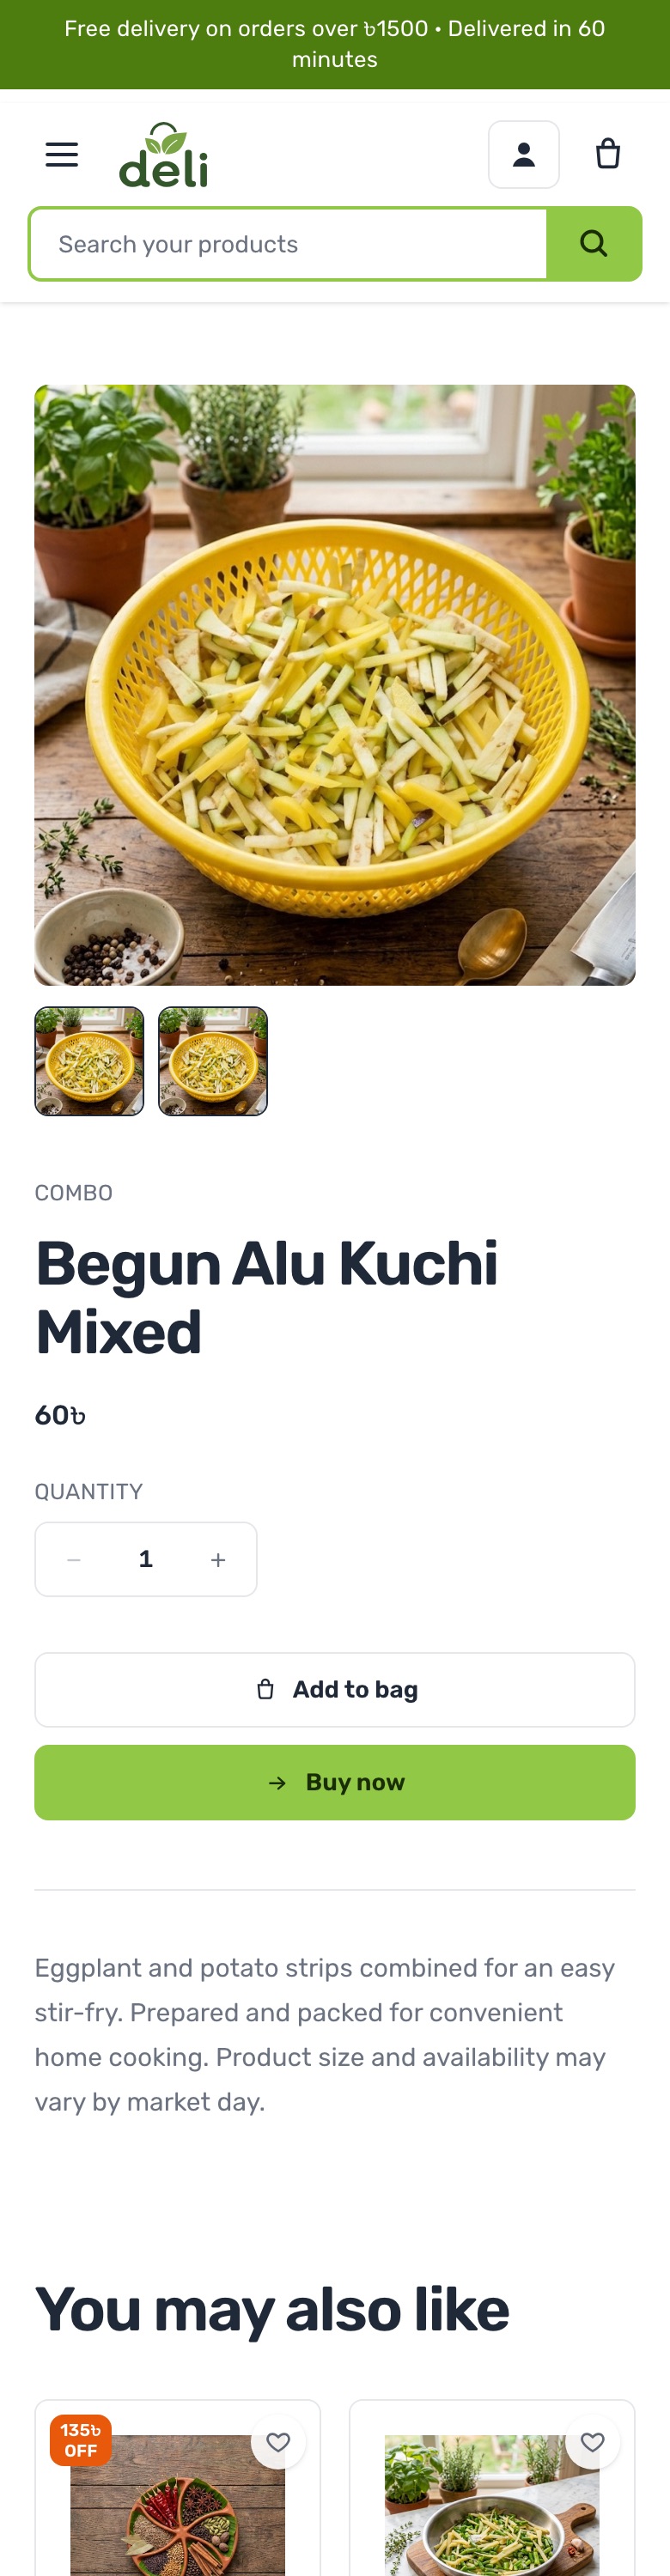 Free delivery on orders over ৳1500 • Delivered in 60
minutes
deli
Search your products
COMBO
Begun Alu Kuchi
Mixed
60৳
QUANTITY
1
Add to bag
Buy now
Eggplant and potato strips combined for an easy
stir-fry. Prepared and packed for convenient
home cooking. Product size and availability may
vary by market day.
You may also like
135৳
OFF